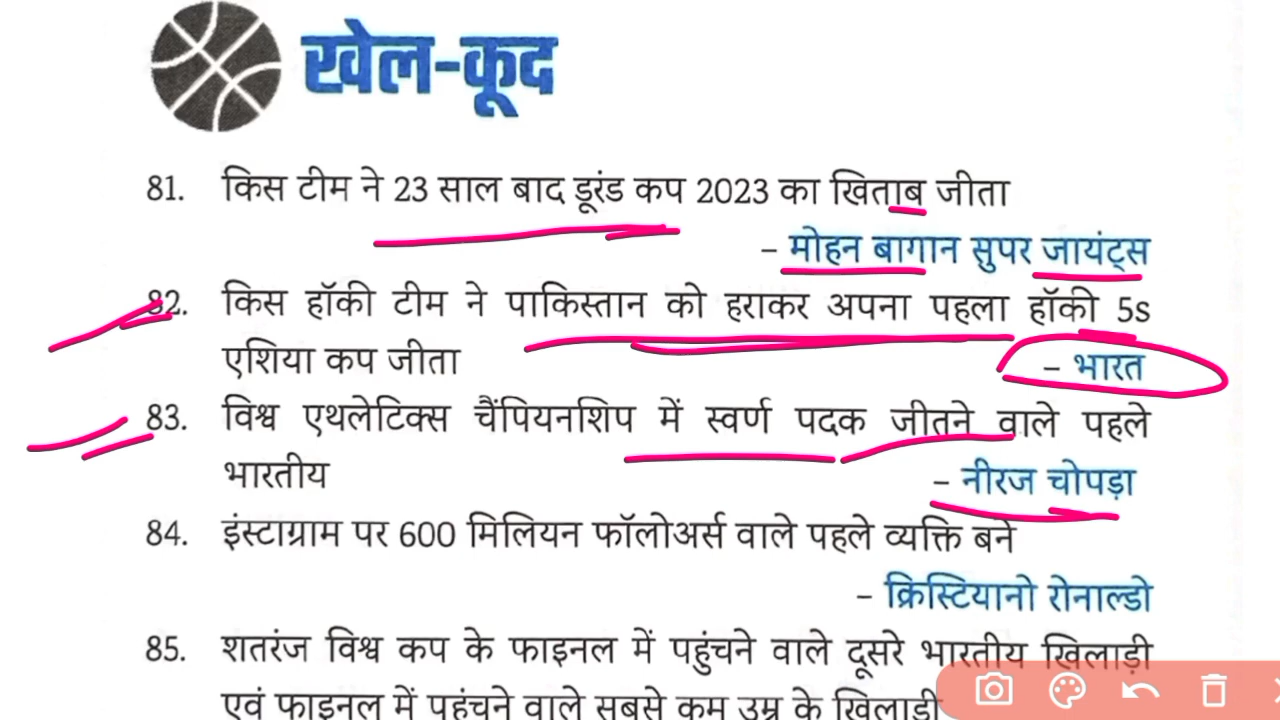 खेल-कूद
81. किस टीम ने 23 साल बाद डूरंड कप 2023 का खिताब जीता
– मोहन बागान सुपर जायंट्स
82. किस हॉकी टीम ने पाकिस्तान को हराकर अपना पहला हॉकी 5s
एशिया कप जीता – भारत
83. विश्व एथलेटिक्स चैंपियनशिप में स्वर्ण पदक जीतने वाले पहले
भारतीय – नीरज चोपड़ा
84. इंस्टाग्राम पर 600 मिलियन फॉलोअर्स वाले पहले व्यक्ति बने
– क्रिस्टियानो रोनाल्डो
85. शतरंज विश्व कप के फाइनल में पहुंचने वाले दूसरे भारतीय खिलाड़ी
एवं फाइनल में पहुंचने वाले सबसे कम उम्र के खिलाड़ी